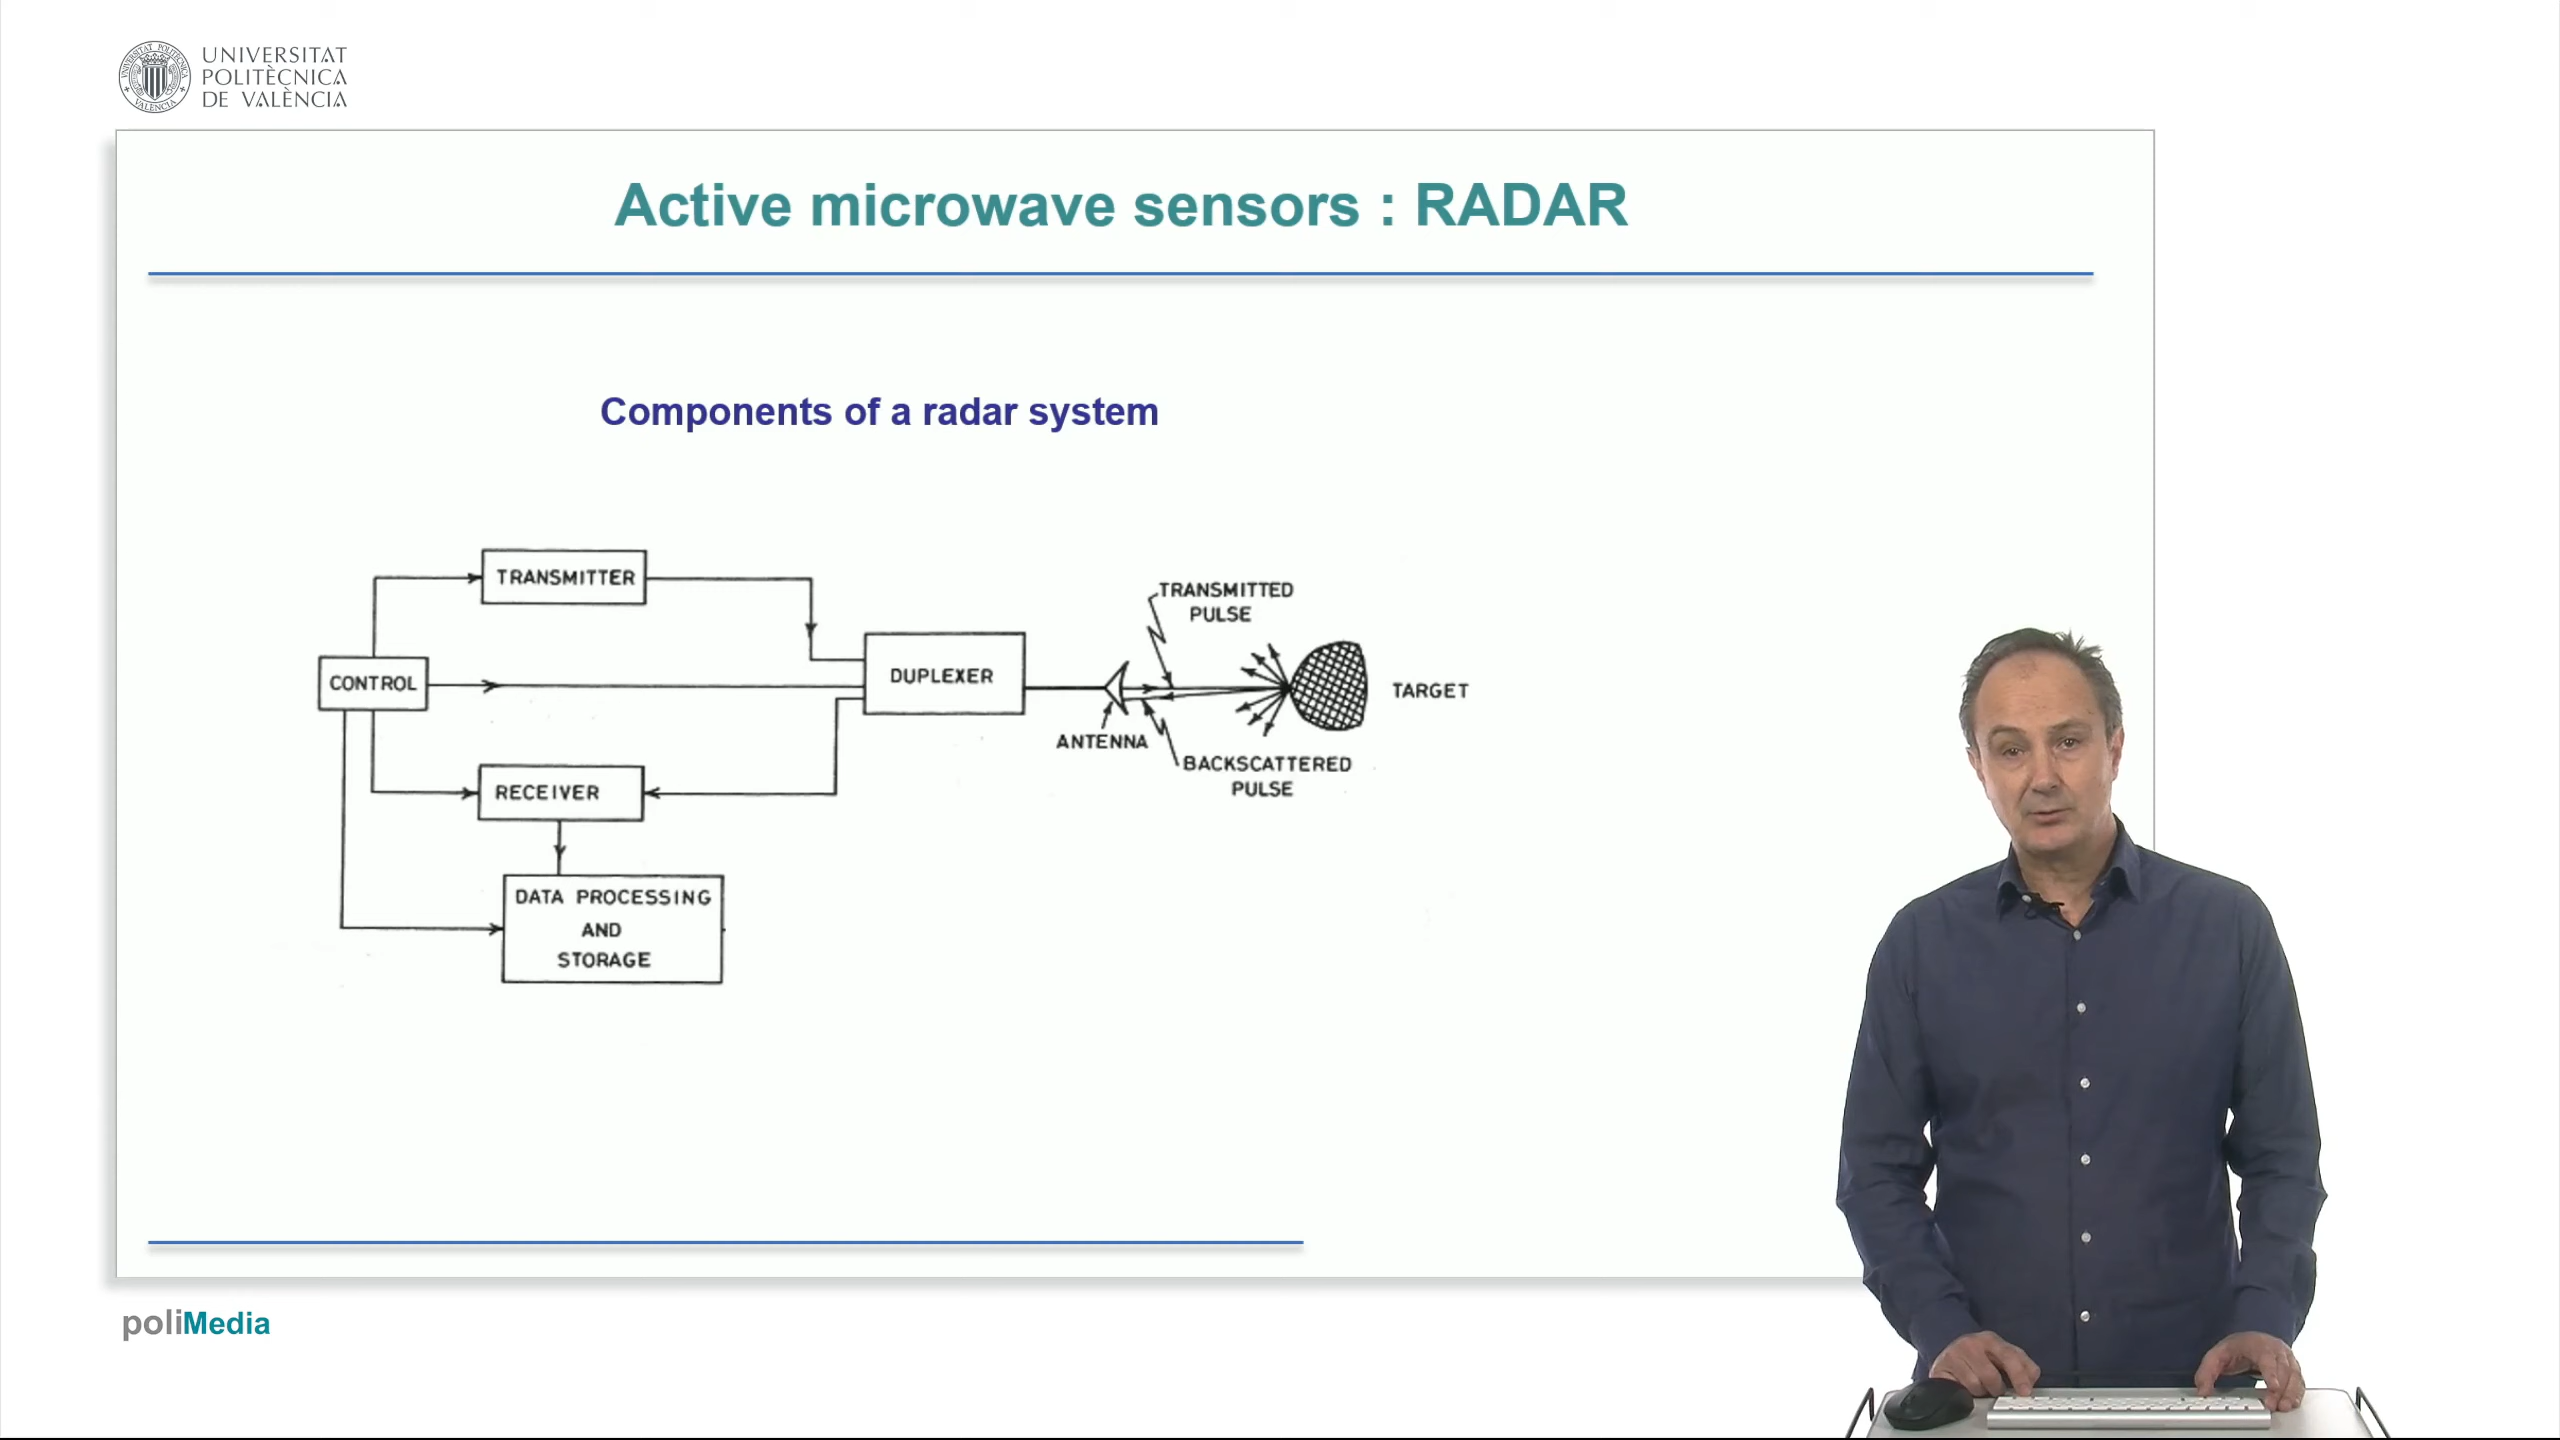 UNIVERSITAT
POLITÈCNICA
DE VALÈNCIA
Active microwave sensors : RADAR
Components of a radar system
TRANSMITTER
TRANSMITTED
PULSE
CONTROL
DUPLEXER
TARGET
ANTENNA
BACKSCATTERED
PULSE
RECEIVER
DATA PROCESSING
AND
STORAGE
poliMedia